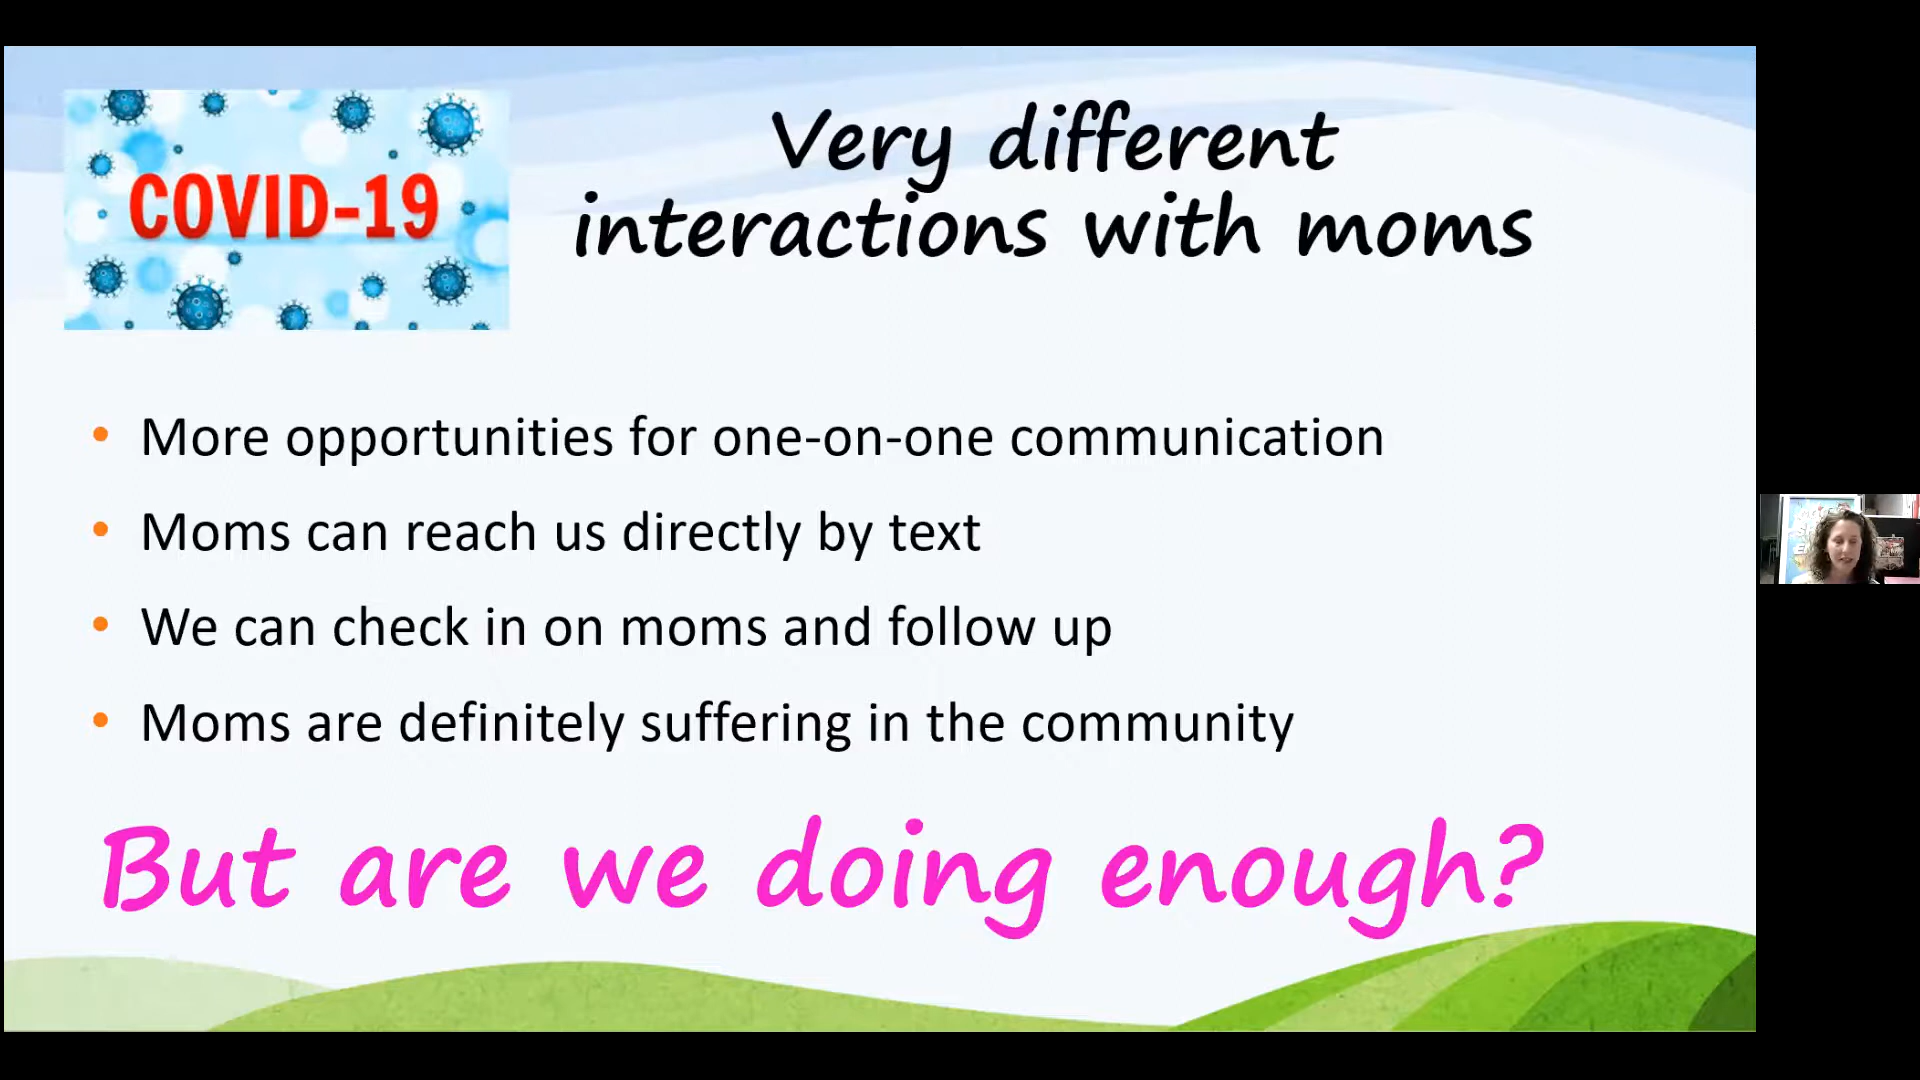 COVID-19
Very different
interactions with moms
• More opportunities for one-on-one communication
• Moms can reach us directly by text
• We can check in on moms and follow up
• Moms are definitely suffering in the community
But are we doing enough?